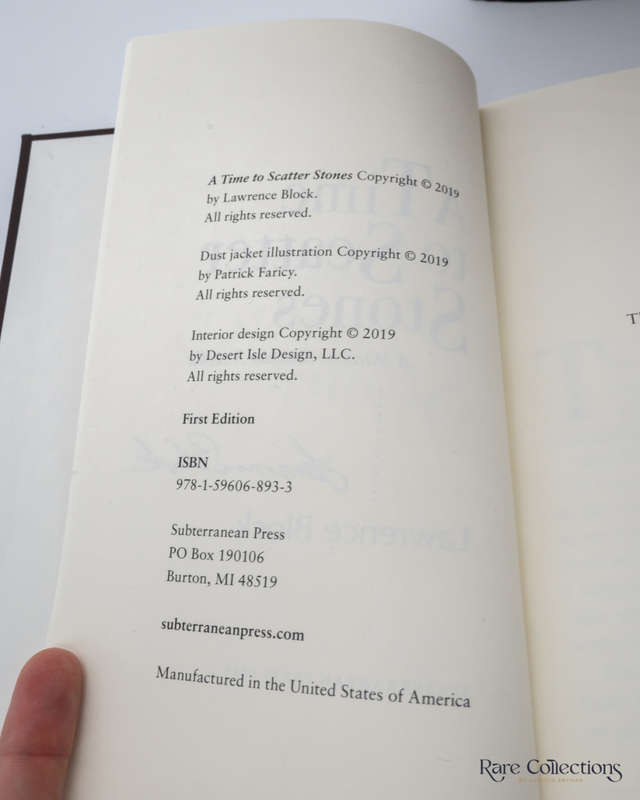 A Time to Scatter Stones Copyright © 2019
by Lawrence Block.
All rights reserved.
Dust jacket illustration Copyright © 2019
by Patrick Faricy.
All rights reserved.
Interior design Copyright © 2019
by Desert Isle Design, LLC.
All rights reserved.
First Edition
ISBN
978-1-59606-893-3
Subterranean Press
PO Box 190106
Burton, MI 48519
subterraneanpress.com
Manufactured in the United States of America
Rare Collections